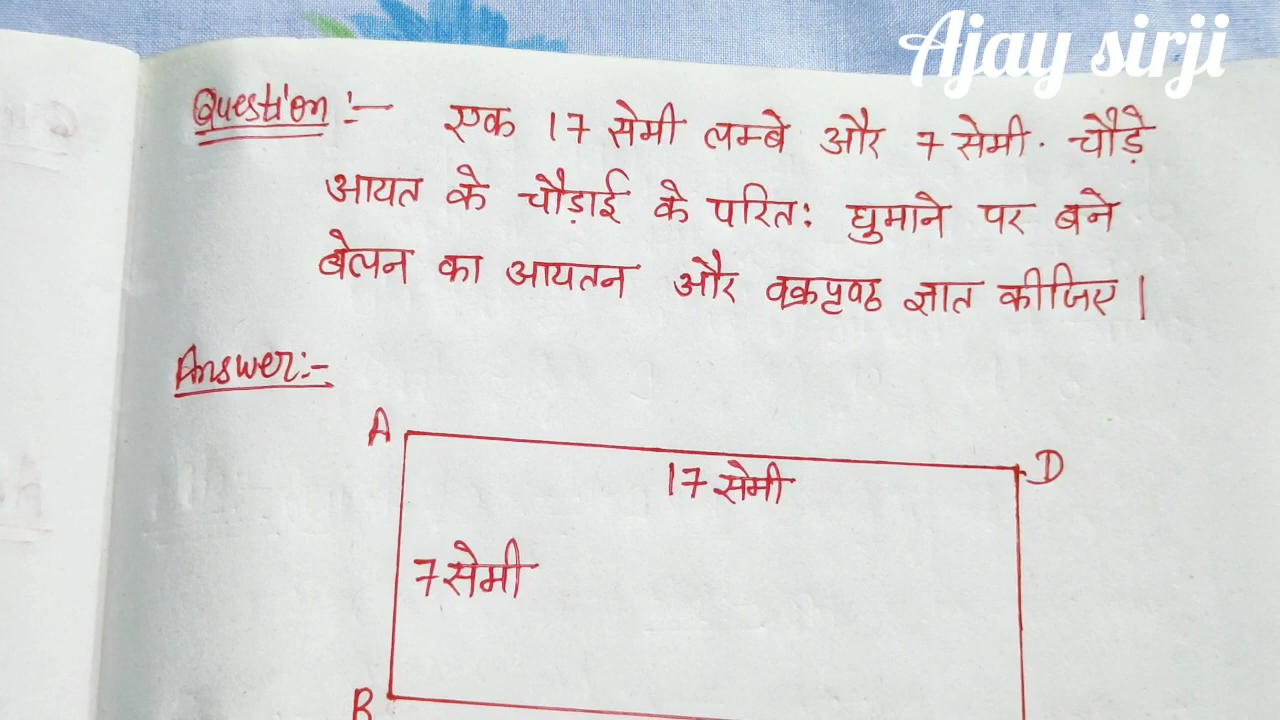 Ajay sirji
Question :- एक 17 सेमी लम्बे और 7 सेमी. चौड़े
आयत के चौड़ाई के परित: घुमाने पर बने
बेलन का आयतन और वक्रपृष्ठ ज्ञात कीजिए।
Answer:-
A
D
17 सेमी
7 सेमी
B